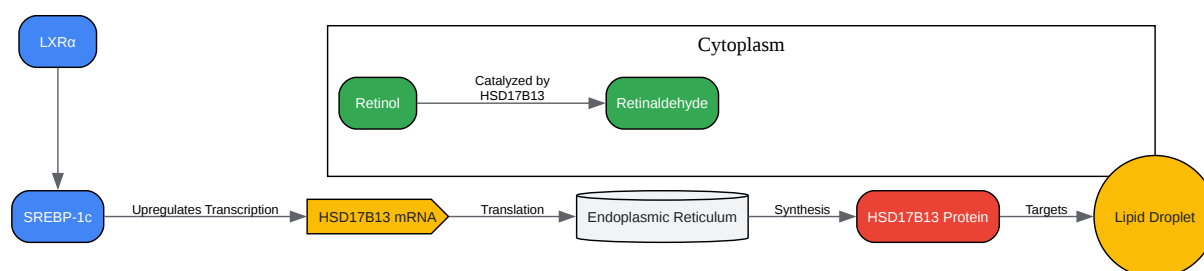 LXRα
Cytoplasm
Retinol
Catalyzed by
HSD17B13
Retinaldehyde
SREBP-1c
Upregulates Transcription
HSD17B13 mRNA
Translation
Endoplasmic Reticulum
Synthesis
HSD17B13 Protein
Targets
Lipid Droplet